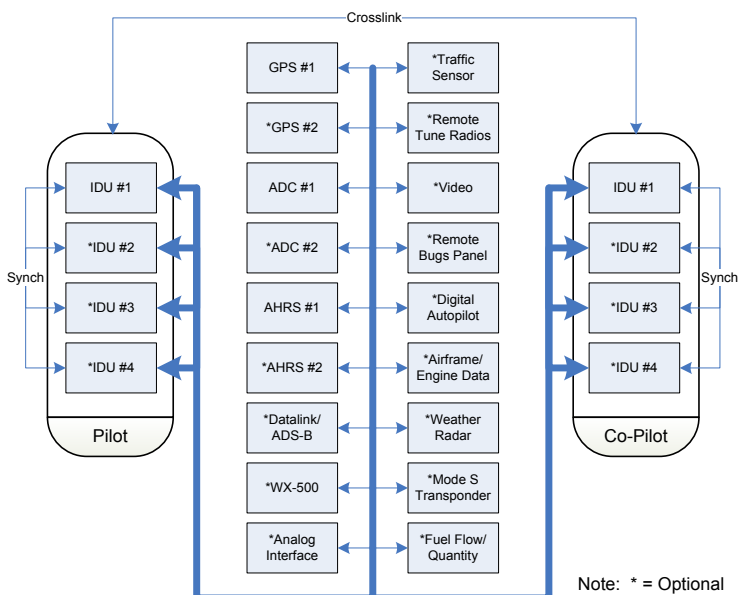 Crosslink
GPS #1
*Traffic
Sensor
*GPS #2
*Remote
Tune Radios
ADC #1
*Video
*ADC #2
*Remote
Bugs Panel
AHRS #1
*Digital
Autopilot
*AHRS #2
*Airframe/
Engine Data
*Datalink/
ADS-B
*Weather
Radar
*WX-500
*Mode S
Transponder
*Analog
Interface
*Fuel Flow/
Quantity
IDU #1
*IDU #2
*IDU #3
*IDU #4
Synch
Pilot
IDU #1
*IDU #2
*IDU #3
*IDU #4
Synch
Co-Pilot
Note: * = Optional